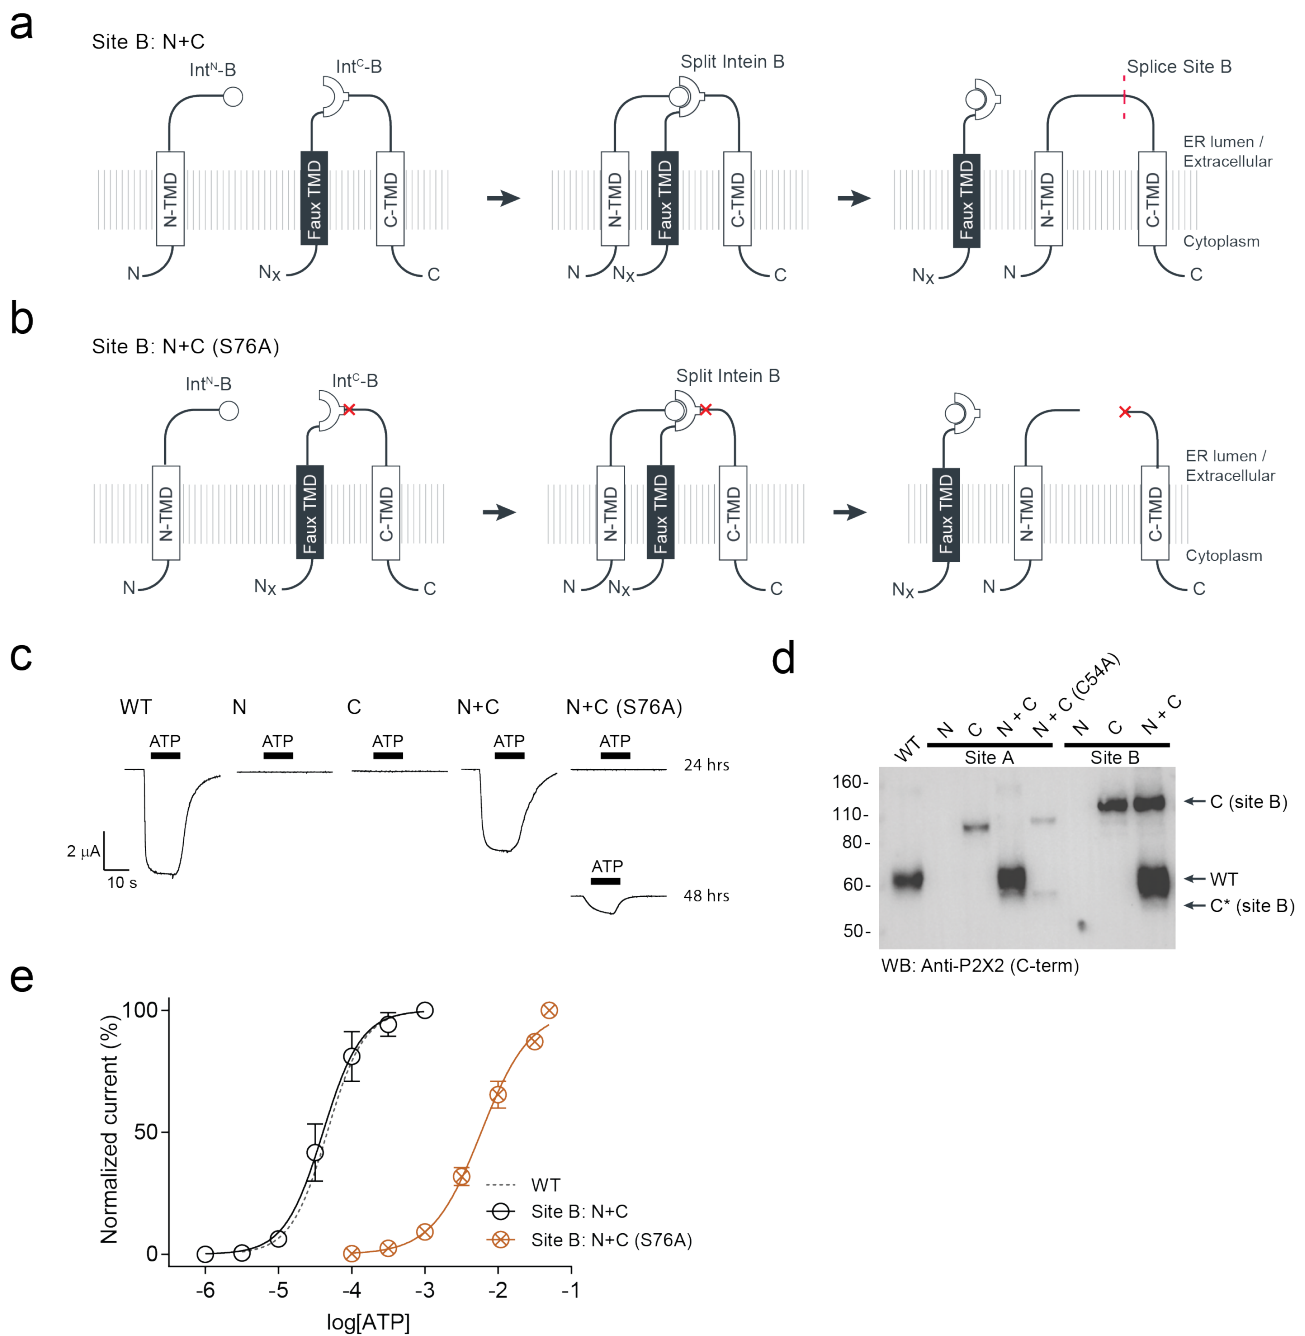 a
Site B: N+C
IntN-B
IntC-B
Split Intein B
Splice Site B
ER lumen /
Extracellular
N-TMD
Faux TMD
C-TMD
N-TMD
Faux TMD
C-TMD
Faux TMD
N-TMD
C-TMD
Cytoplasm
N
NX
C
N
NX
C
NX
N
C
b
Site B: N+C (S76A)
IntN-B
IntC-B
Split Intein B
ER lumen /
Extracellular
N-TMD
Faux TMD
C-TMD
N-TMD
Faux TMD
C-TMD
Faux TMD
N-TMD
C-TMD
Cytoplasm
N
NX
C
N
NX
C
NX
N
C
c
WT
N
C
N+C
N+C (S76A)
ATP
ATP
ATP
ATP
ATP
24 hrs
2 µA
10 s
ATP
48 hrs
d
WT
N
C
N + C
N + C (C54A)
N
C
N + C
Site A
Site B
160-
110-
80-
60-
50-
C (site B)
WT
C* (site B)
WB: Anti-P2X2 (C-term)
e
Normalized current (%)
100
50
0
WT
Site B: N+C
Site B: N+C (S76A)
-6
-5
-4
-3
-2
-1
log[ATP]